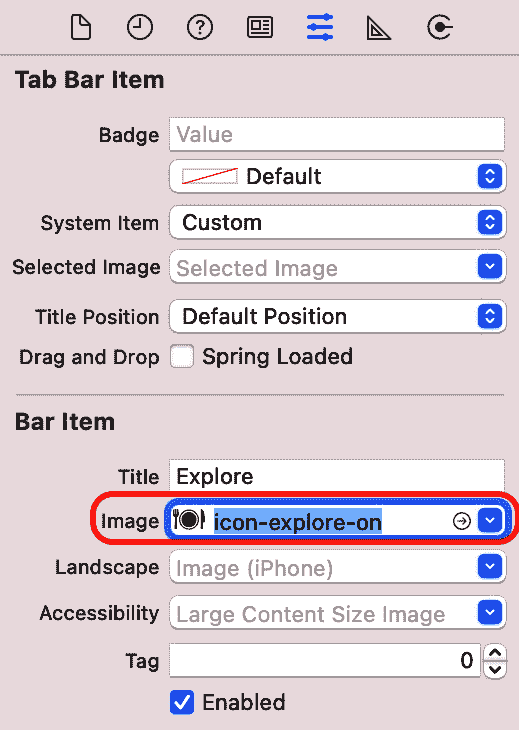 Tab Bar Item
Badge Value
Default
System Item Custom
Selected Image Selected Image
Title Position Default Position
Drag and Drop Spring Loaded
Bar Item
Title Explore
Image icon-explore-on
Landscape Image (iPhone)
Accessibility Large Content Size Image
Tag 0
Enabled